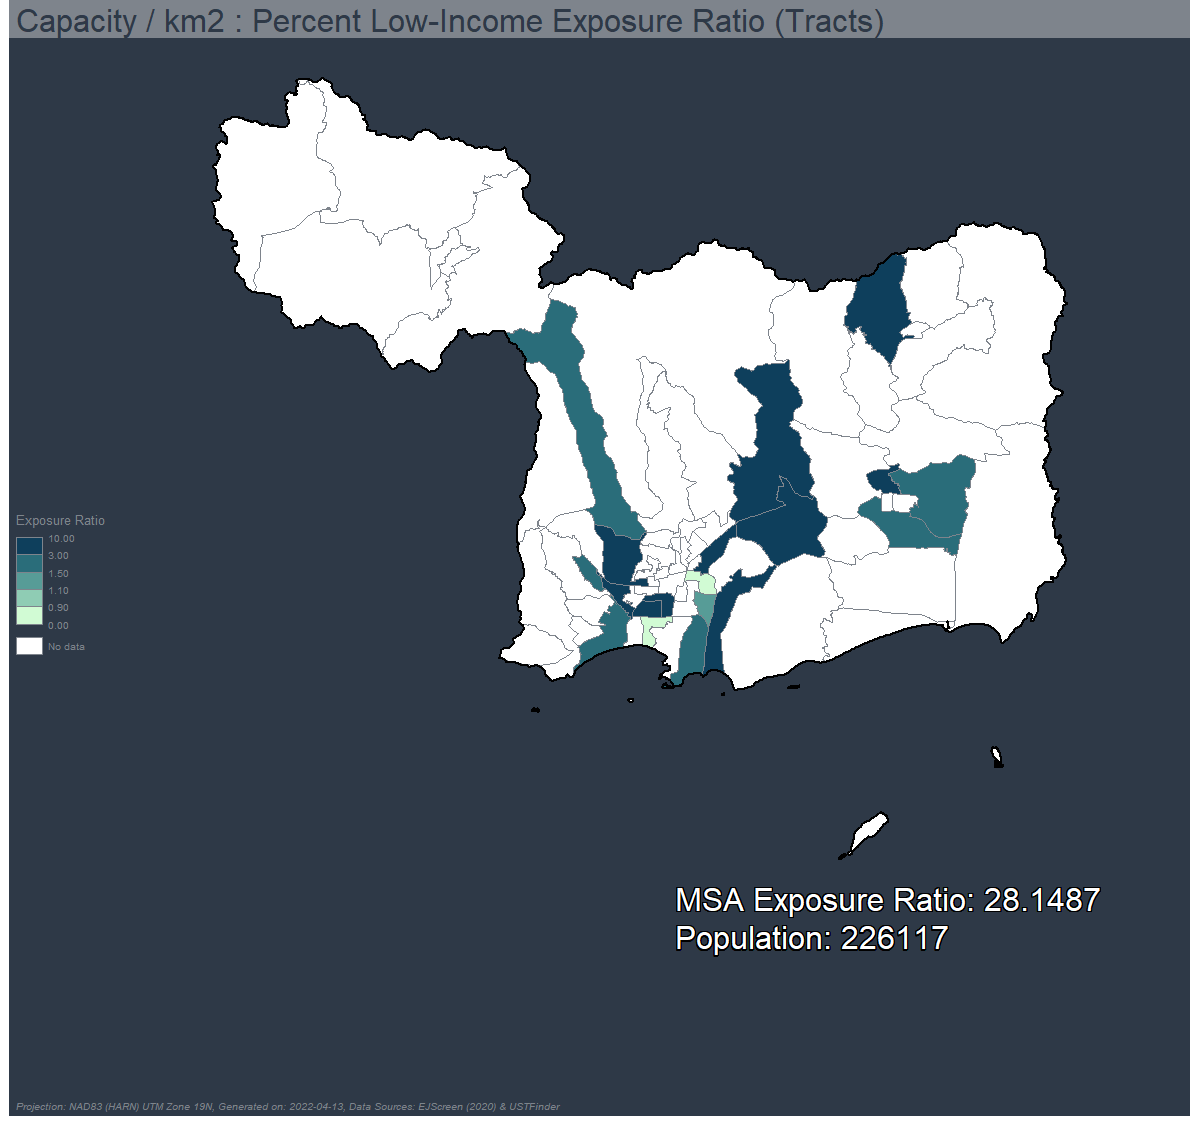 Capacity / km2 : Percent Low-Income Exposure Ratio (Tracts)
Exposure Ratio
10.00
3.00
1.50
1.10
0.90
0.00
No data
MSA Exposure Ratio: 28.1487
Population: 226117
Projection: NAD83 (HARN) UTM Zone 19N, Generated on: 2022-04-13, Data Sources: EJScreen (2020) & USTFinder